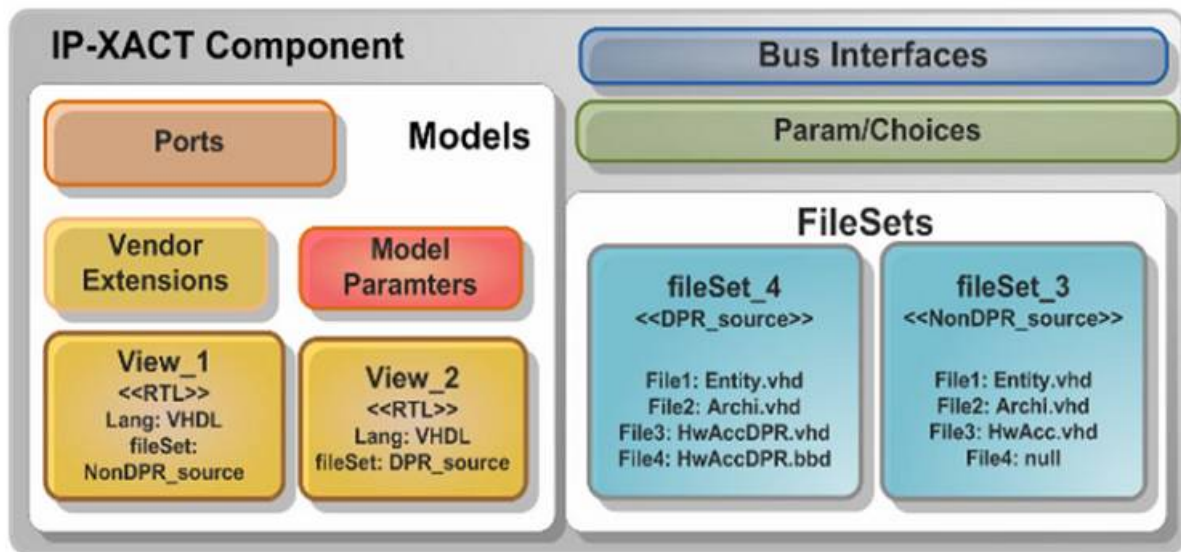 IP-XACT Component
Bus Interfaces
Param/Choices
Ports
Models
Vendor
Extensions
Model
Paramters
View_1
<<RTL>>
Lang: VHDL
fileSet:
NonDPR_source
View_2
<<RTL>>
Lang: VHDL
fileSet: DPR_source
FileSets
fileSet_4
<<DPR_source>>
File1: Entity.vhd
File2: Archi.vhd
File3: HwAccDPR.vhd
File4: HwAccDPR.bbd
fileSet_3
<<NonDPR_source>>
File1: Entity.vhd
File2: Archi.vhd
File3: HwAcc.vhd
File4: null